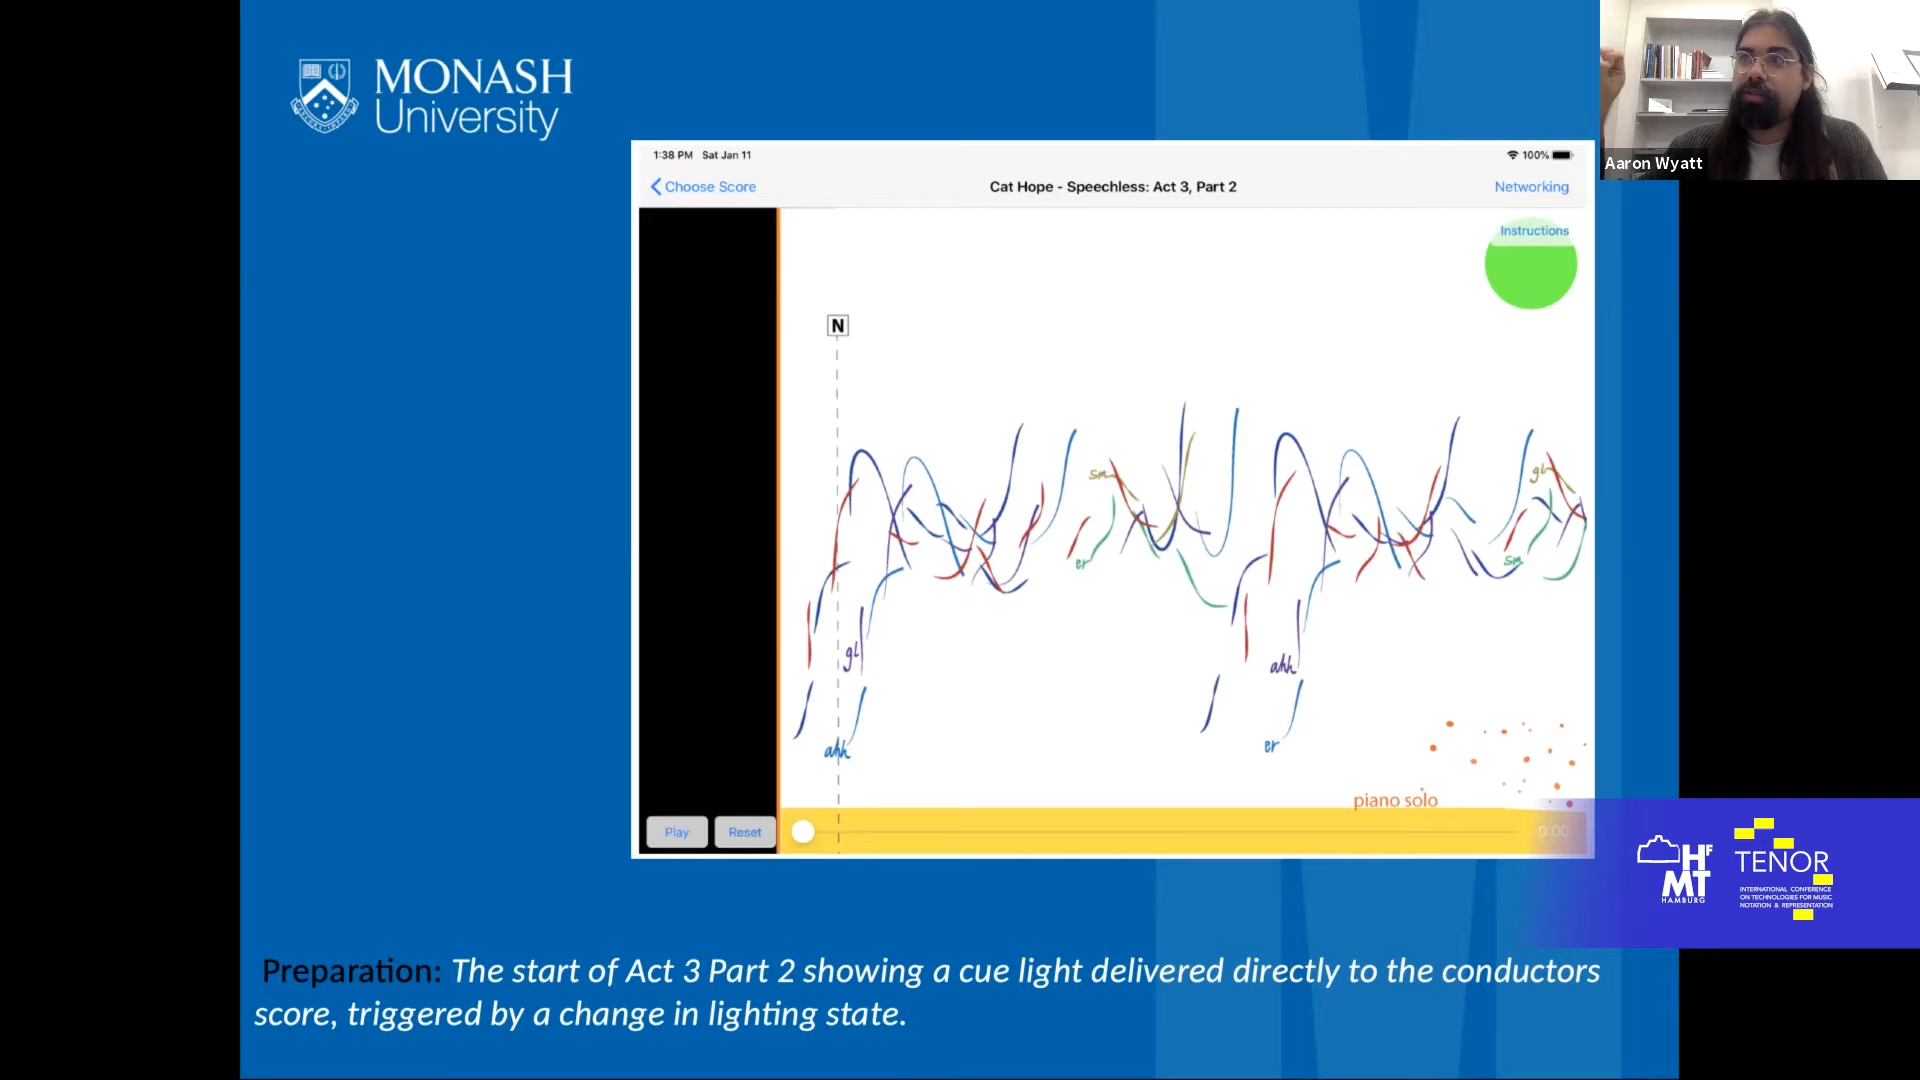 MONASH
University
1:38 PM Sat Jan 11
100%
Choose Score
Cat Hope - Speechless: Act 3, Part 2
Networking
Instructions
Aaron Wyatt
N
sm
gl
er
sm
gl
ahh
ahh
er
piano solo
Play
Reset
0:00
HfMT
HAMBURG
TENOR
INTERNATIONAL CONFERENCE
ON TECHNOLOGIES FOR MUSIC
NOTATION & REPRESENTATION
Preparation: The start of Act 3 Part 2 showing a cue light delivered directly to the conductors
score, triggered by a change in lighting state.